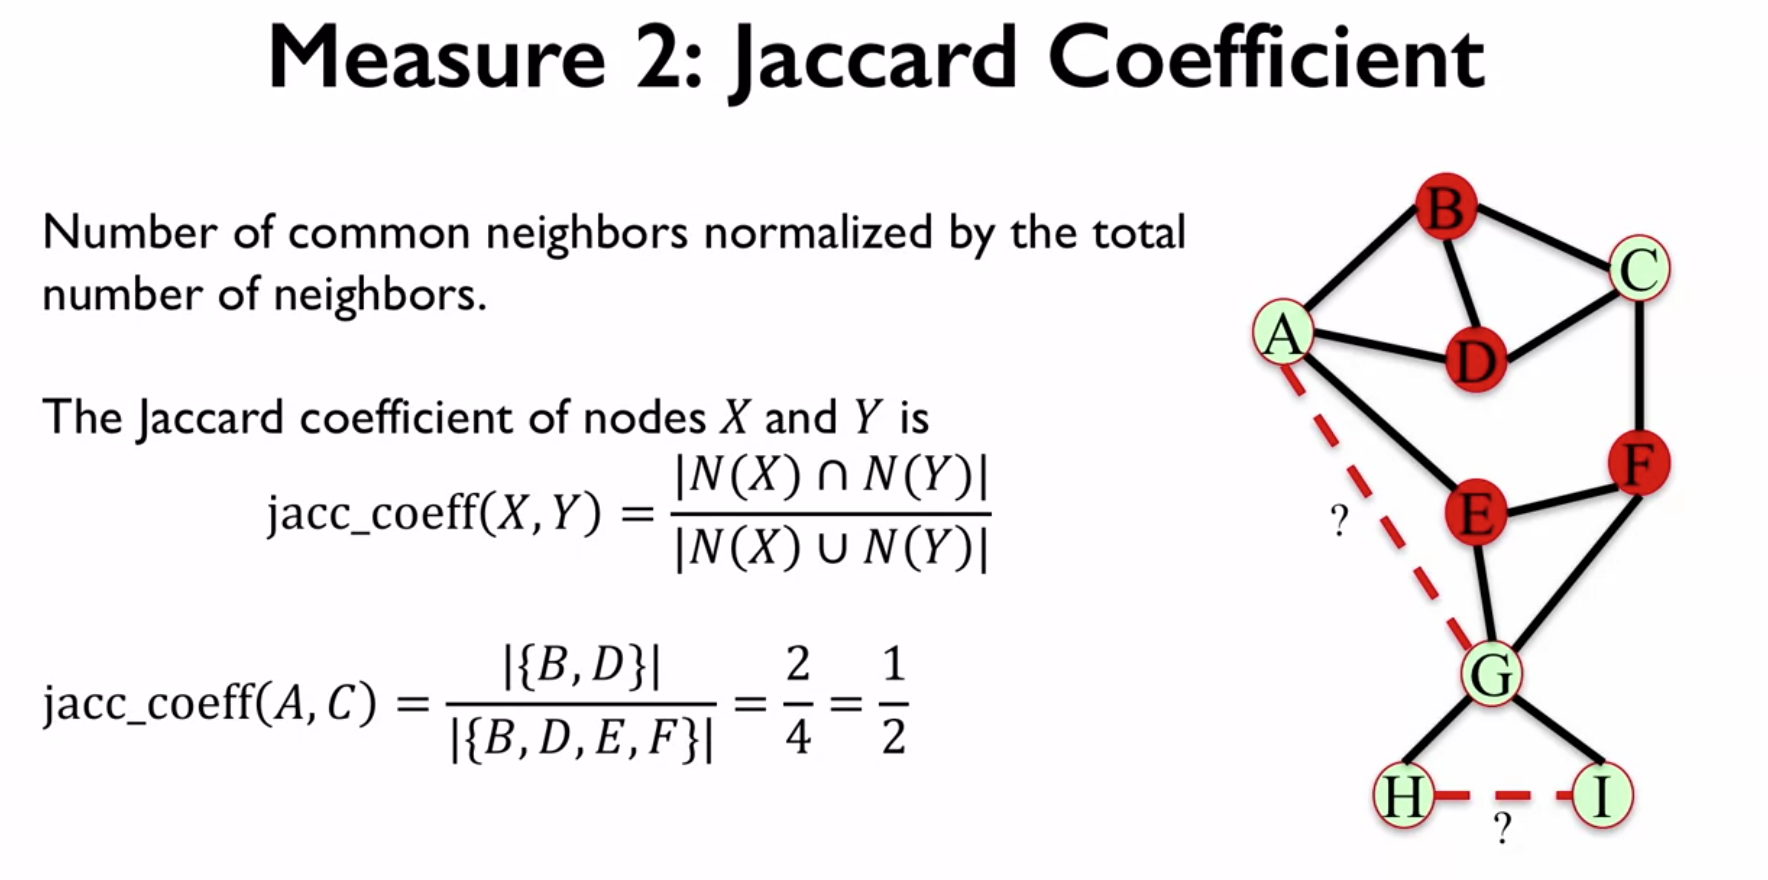 Measure 2: Jaccard Coefficient
Number of common neighbors normalized by the total
number of neighbors.
The Jaccard coefficient of nodes X and Y is
jacc_coeff(X, Y) = |N(X) ∩ N(Y)| / |N(X) ∪ N(Y)|
jacc_coeff(A, C) = |{B, D}| / |{B, D, E, F}| = 2/4 = 1/2
B
C
A
D
F
E
?
G
H
I
?